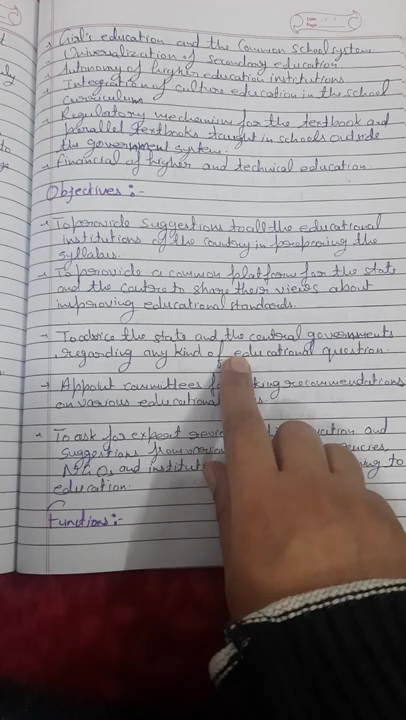 Girl's education and the Common School system
Universalization of secondary education
Autonomy of higher education institutions
Integration of culture education in the school
curriculum
Regulatory mechanism for the textbook and
parallel textbooks taught in schools outside
the government system.
Financial of higher and technical education
Objectives :-
To perovide suggestions to all the educational
institutions of the country in preparing the
syllabus.
To perovide a common platform for the state
and the centre to share their views about
improving educational standards.
To advice the state and the central governments
regarding any kind of educational question.
→ Appoint committees recommendations
on various educational
To ask for expert and
suggestions from
NGOs and institut to
education.
Functions :-